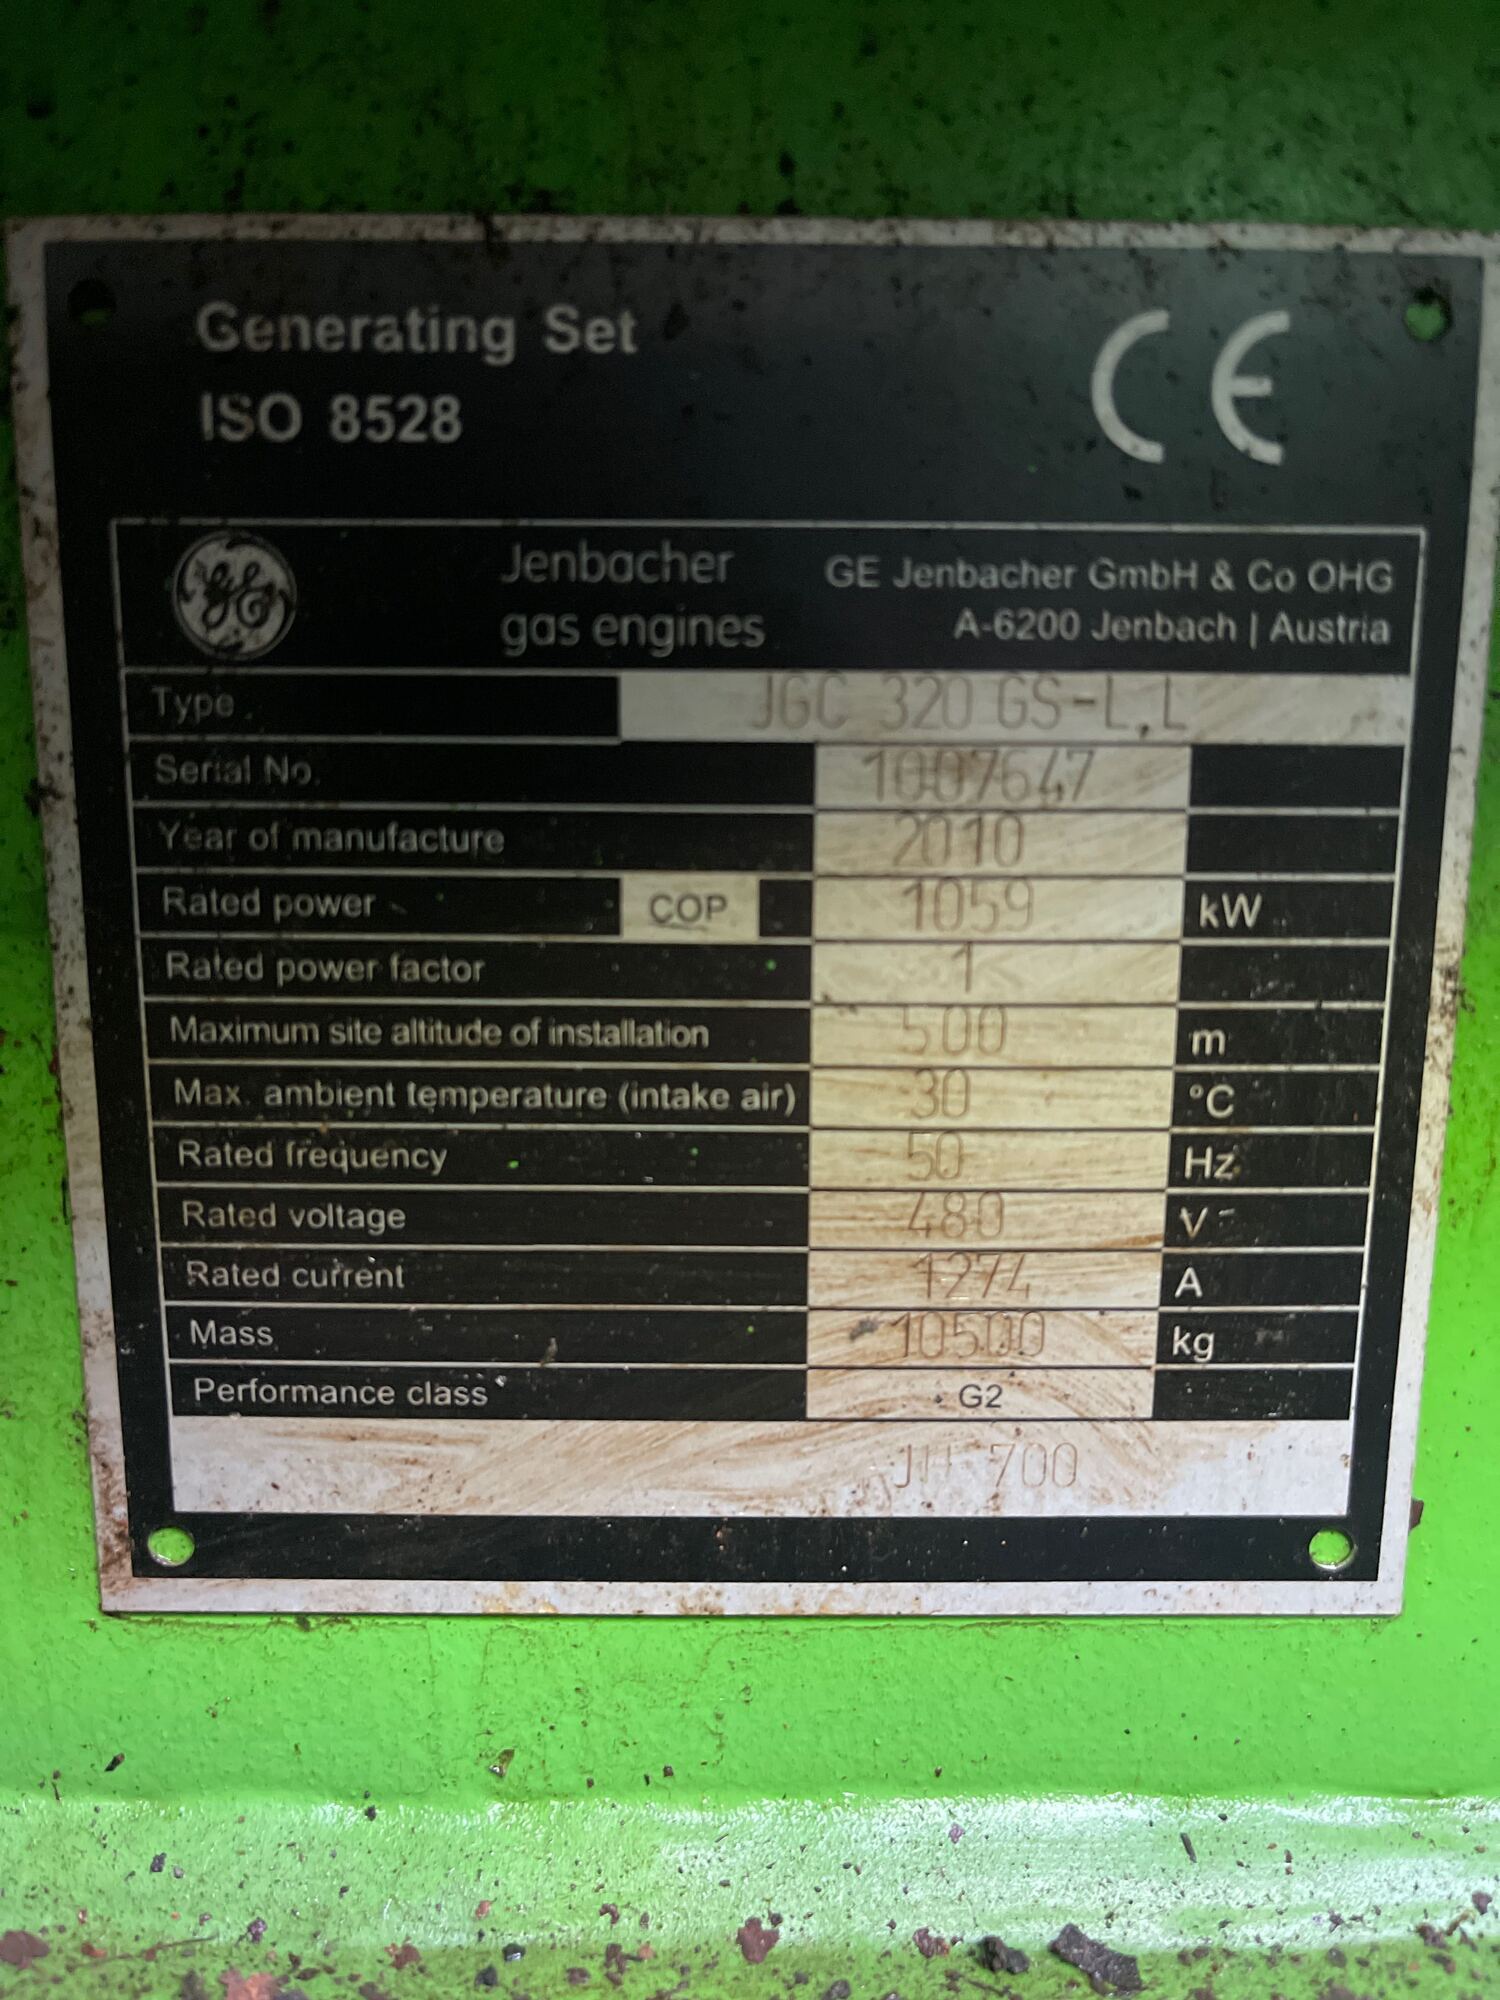 Generating Set
ISO 8528
CE
GE
Jenbacher
gas engines
GE Jenbacher GmbH & Co OHG
A-6200 Jenbach | Austria
Type JGC 320 GS-L.L
Serial No. 1007647
Year of manufacture 2010
Rated power COP 1059 kW
Rated power factor 1
Maximum site altitude of installation 500 m
Max. ambient temperature (intake air) 30 °C
Rated frequency 50 Hz
Rated voltage 480 V
Rated current 1274 A
Mass 10500 kg
Performance class G2
700